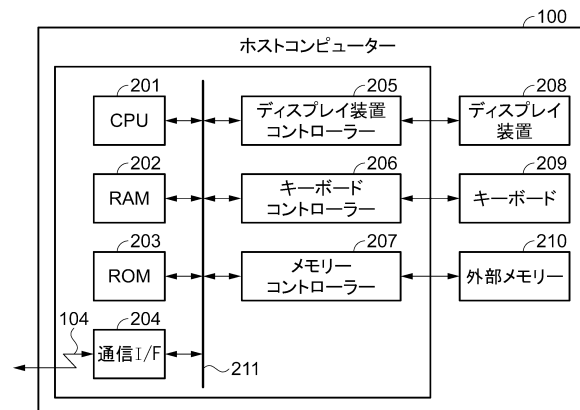 100
ホストコンピューター
201
CPU
205
ディスプレイ装置
コントローラー
208
ディスプレイ
装置
202
RAM
206
キーボード
コントローラー
209
キーボード
203
ROM
207
メモリー
コントローラー
210
外部メモリー
104
204
通信I/F
211